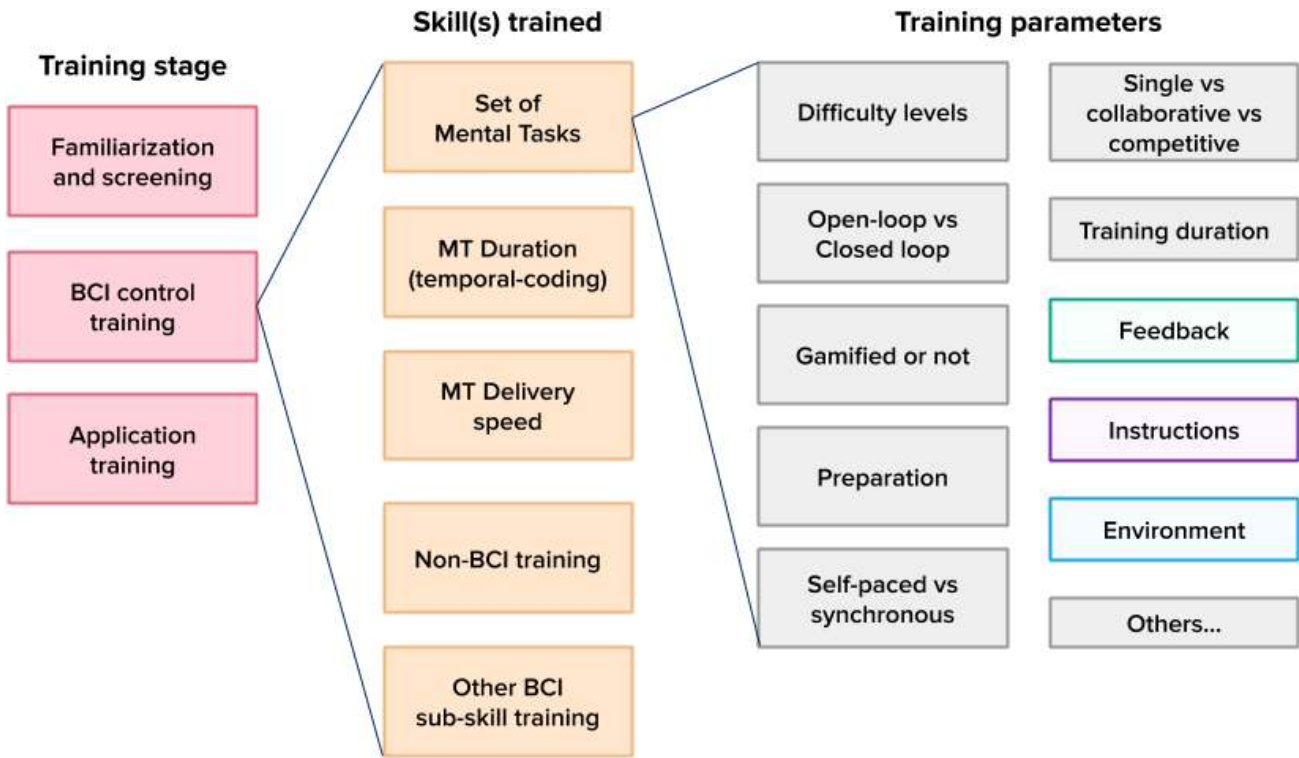 Training stage
Familiarization
and screening
BCI control
training
Application
training
Skill(s) trained
Set of
Mental Tasks
MT Duration
(temporal-coding)
MT Delivery
speed
Non-BCI training
Other BCI
sub-skill training
Training parameters
Difficulty levels
Open-loop vs
Closed loop
Gamified or not
Preparation
Self-paced vs
synchronous
Single vs
collaborative vs
competitive
Training duration
Feedback
Instructions
Environment
Others...